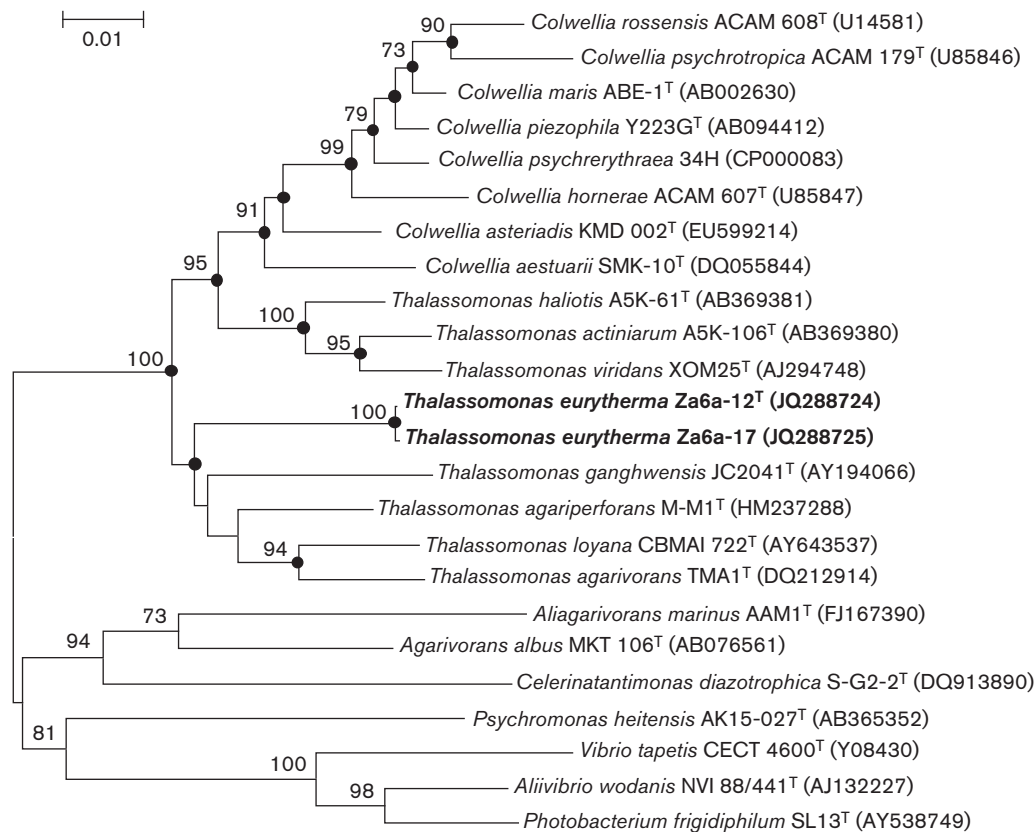 90
Colwellia rossensis ACAM 608ᵀ (U14581)
0.01
73
Colwellia psychrotropica ACAM 179ᵀ (U85846)
Colwellia maris ABE-1ᵀ (AB002630)
79
Colwellia piezophila Y223Gᵀ (AB094412)
99
Colwellia psychrerythraea 34H (CP000083)
Colwellia hornerae ACAM 607ᵀ (U85847)
91
Colwellia asteriadis KMD 002ᵀ (EU599214)
95
Colwellia aestuarii SMK-10ᵀ (DQ055844)
Thalassomonas haliotis A5K-61ᵀ (AB369381)
100
Thalassomonas actiniarum A5K-106ᵀ (AB369380)
95
100
Thalassomonas viridans XOM25ᵀ (AJ294748)
Thalassomonas eurytherma Za6a-12ᵀ (JQ288724)
100
Thalassomonas eurytherma Za6a-17 (JQ288725)
Thalassomonas ganghwensis JC2041ᵀ (AY194066)
Thalassomonas agariperforans M-M1ᵀ (HM237288)
Thalassomonas loyana CBMAI 722ᵀ (AY643537)
94
Thalassomonas agarivorans TMA1ᵀ (DQ212914)
73
Aliagarivorans marinus AAM1ᵀ (FJ167390)
94
Agarivorans albus MKT 106ᵀ (AB076561)
Celerinatantimonas diazotrophica S-G2-2ᵀ (DQ913890)
Psychromonas heitensis AK15-027ᵀ (AB365352)
81
Vibrio tapetis CECT 4600ᵀ (Y08430)
100
Aliivibrio wodanis NVI 88/441ᵀ (AJ132227)
98
Photobacterium frigidiphilum SL13ᵀ (AY538749)